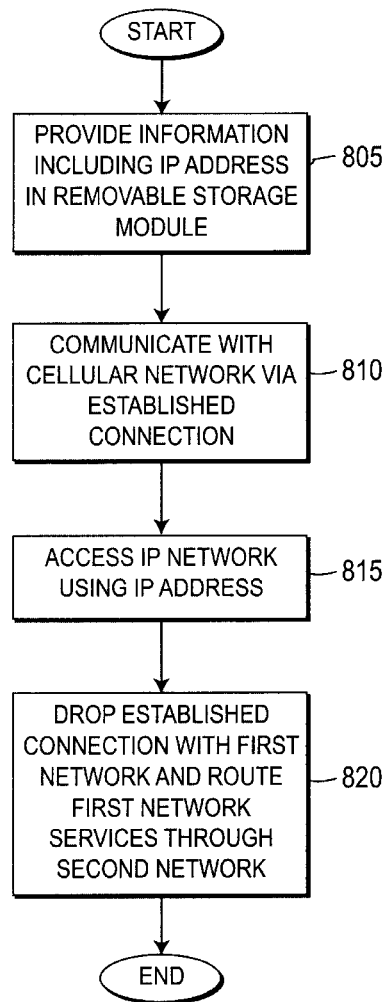 START
PROVIDE INFORMATION
INCLUDING IP ADDRESS
IN REMOVABLE STORAGE
MODULE
805
COMMUNICATE WITH
CELLULAR NETWORK VIA
ESTABLISHED
CONNECTION
810
ACCESS IP NETWORK
USING IP ADDRESS
815
DROP ESTABLISHED
CONNECTION WITH FIRST
NETWORK AND ROUTE
FIRST NETWORK
SERVICES THROUGH
SECOND NETWORK
820
END